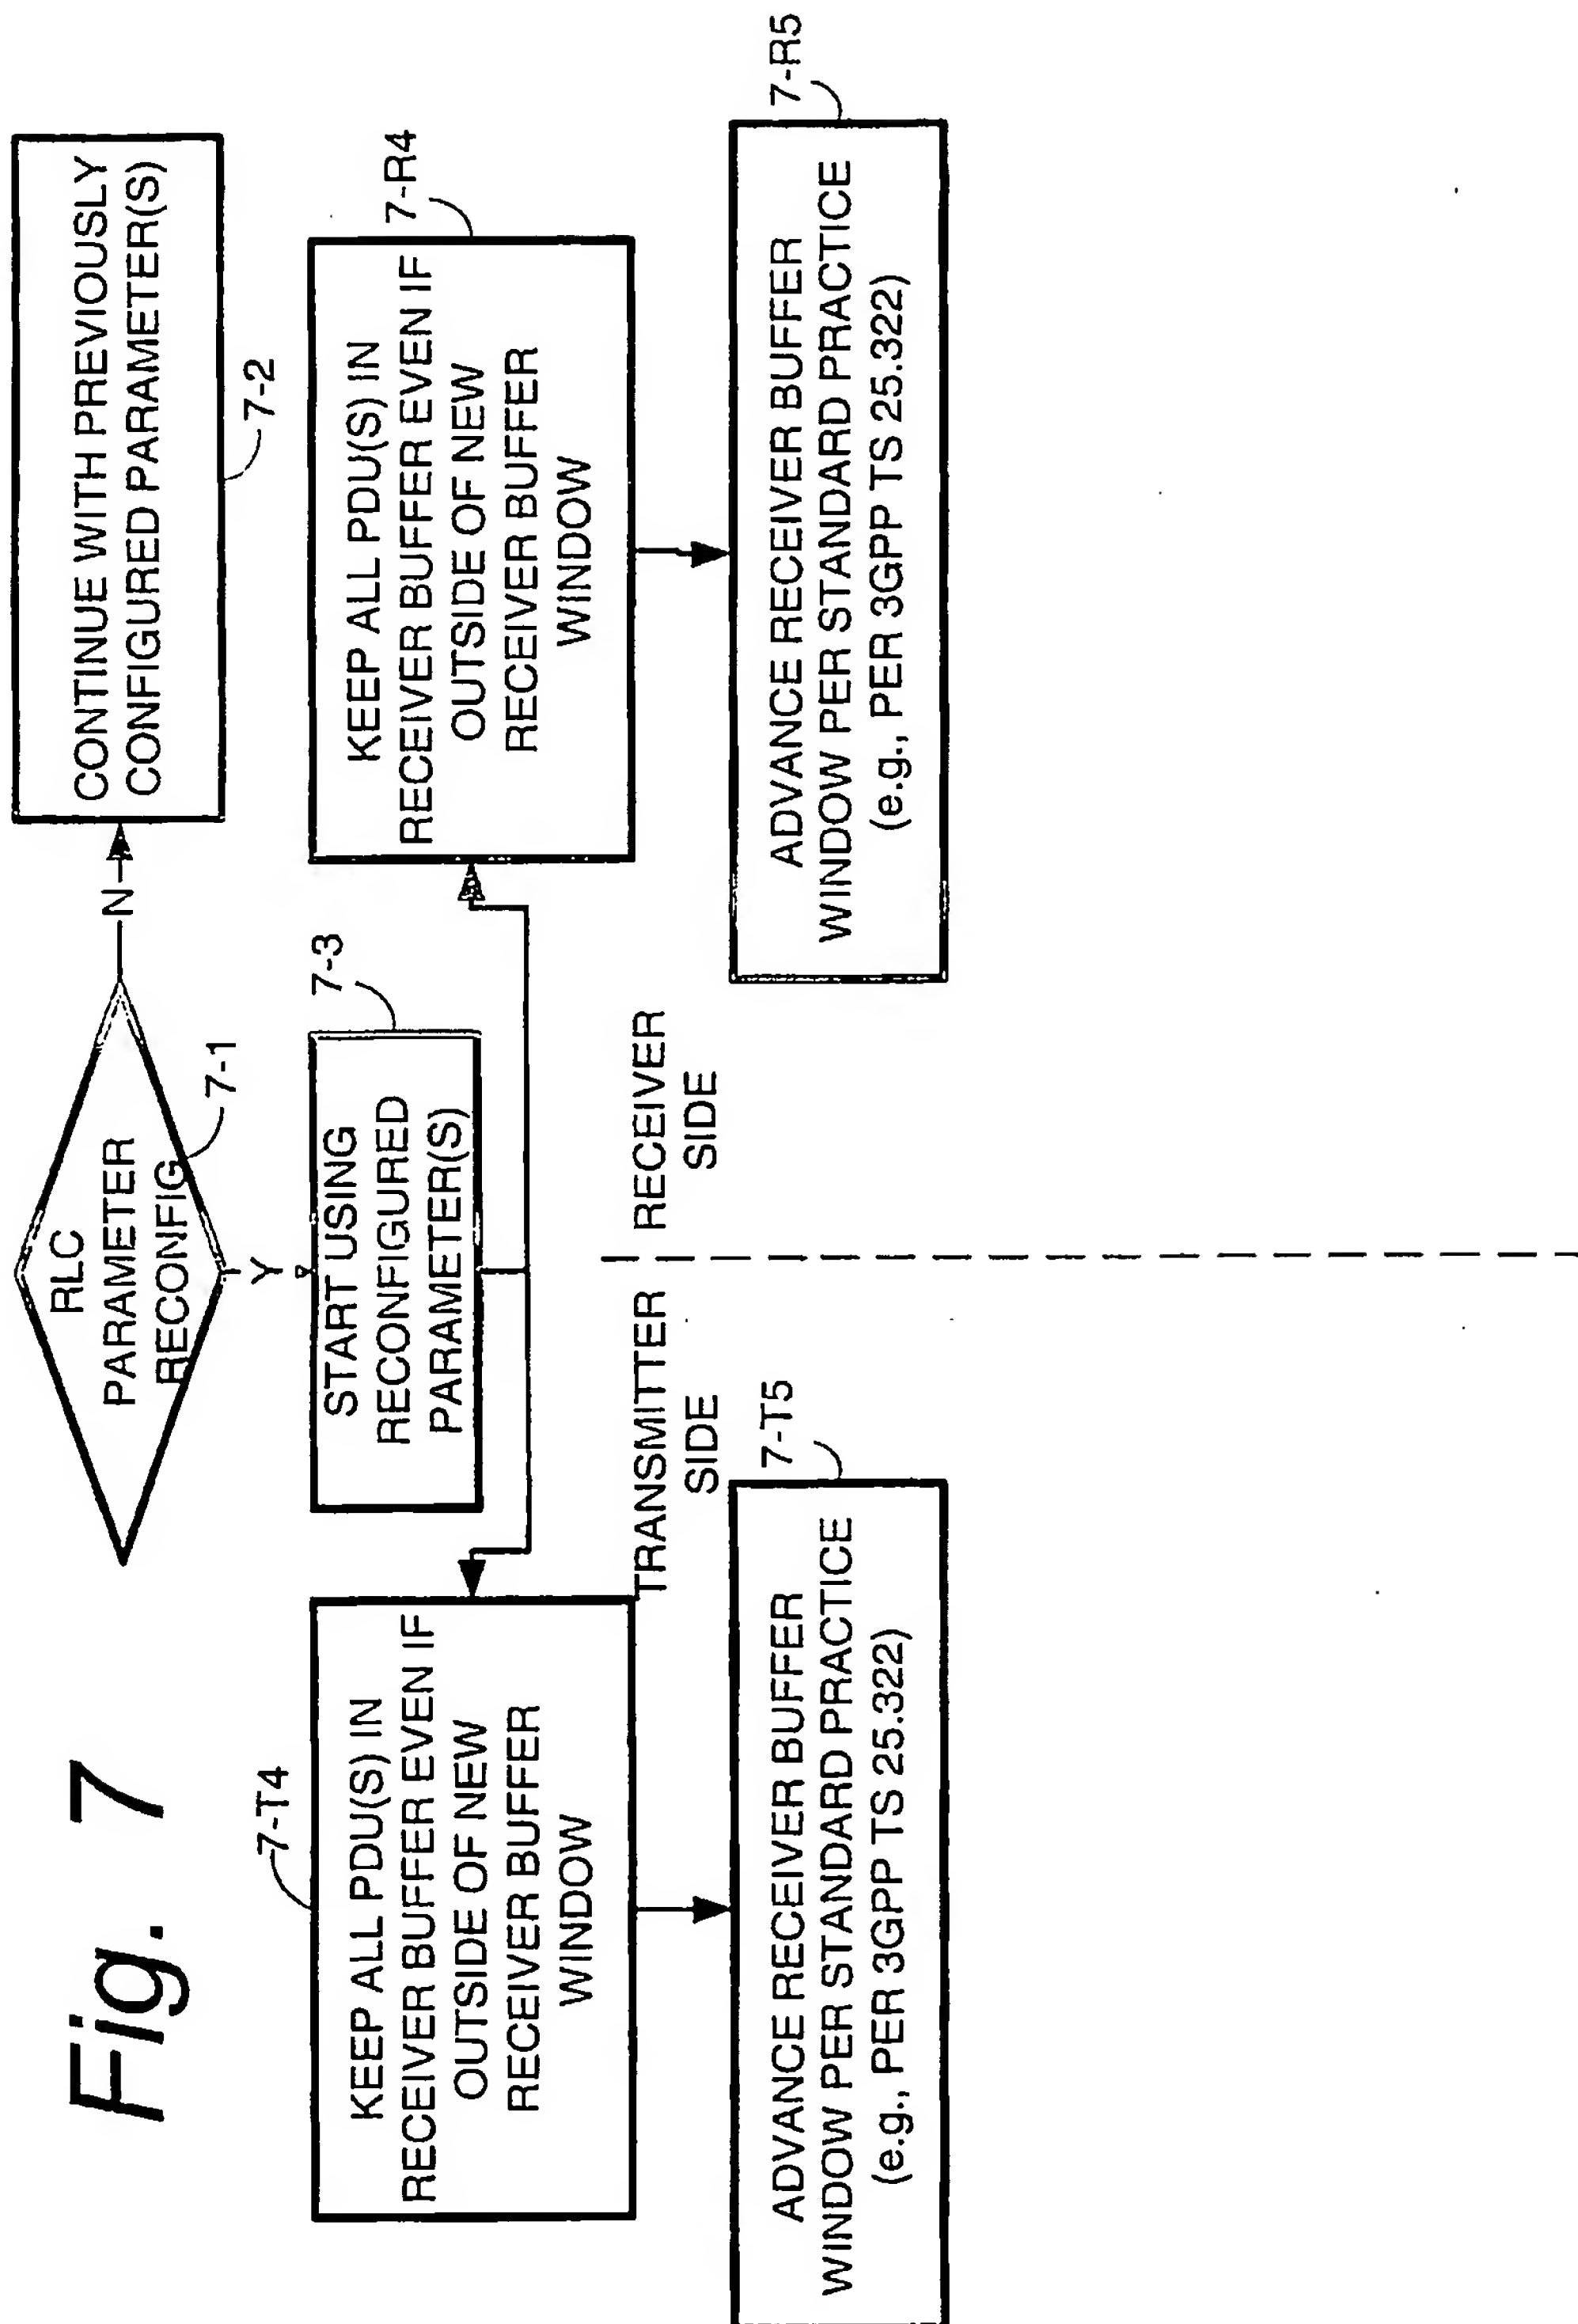 Fig. 7
RLC
PARAMETER
RECONFIG
7-1
N
CONTINUE WITH PREVIOUSLY
CONFIGURED PARAMETER(S)
7-2
Y
START USING
RECONFIGURED
PARAMETER(S)
7-3
7-T4
KEEP ALL PDU(S) IN
RECEIVER BUFFER EVEN IF
OUTSIDE OF NEW
RECEIVER BUFFER
WINDOW
7-R4
KEEP ALL PDU(S) IN
RECEIVER BUFFER EVEN IF
OUTSIDE OF NEW
RECEIVER BUFFER
WINDOW
TRANSMITTER
SIDE
RECEIVER
SIDE
7-T5
ADVANCE RECEIVER BUFFER
WINDOW PER STANDARD PRACTICE
(e.g., PER 3GPP TS 25.322)
7-R5
ADVANCE RECEIVER BUFFER
WINDOW PER STANDARD PRACTICE
(e.g., PER 3GPP TS 25.322)